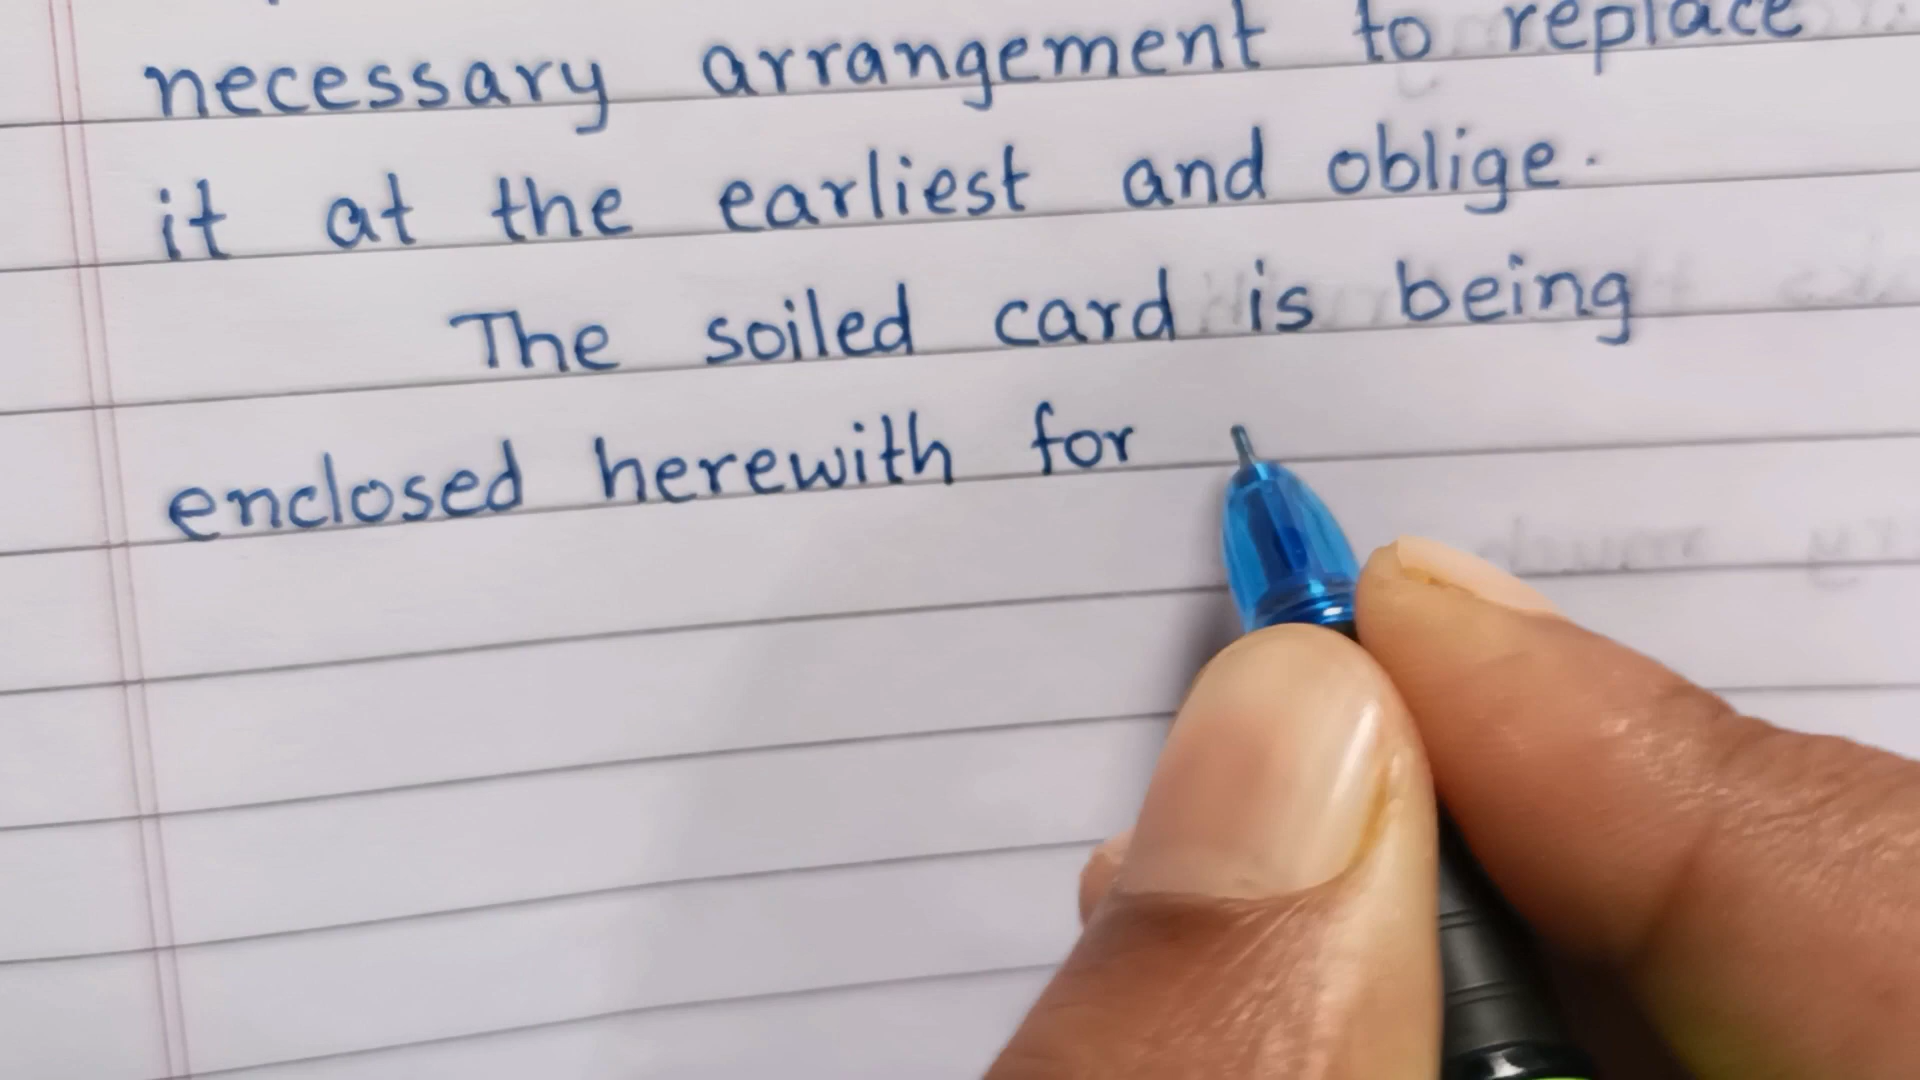 necessary arrangement to replace
it at the earliest and oblige.
The soiled card is being
enclosed herewith for